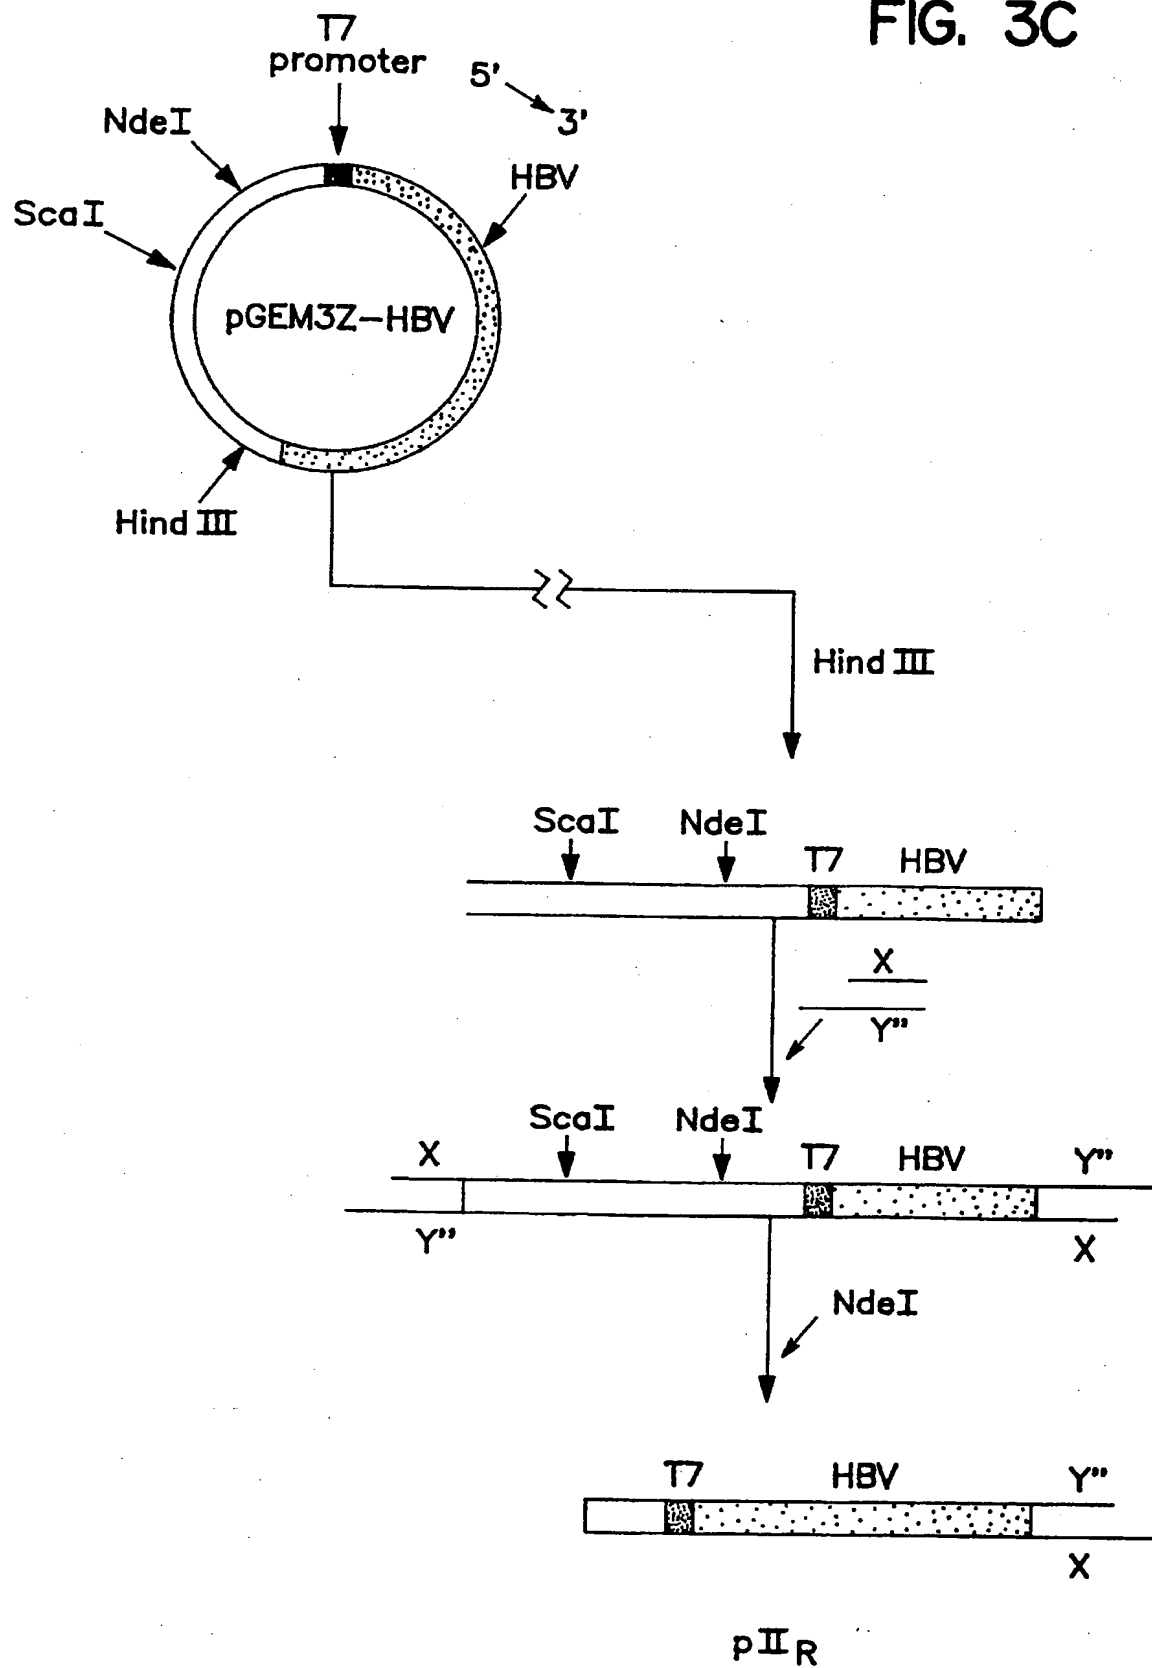 FIG. 3C
T7
promoter
5'
3'
NdeI
HBV
ScaI
pGEM3Z-HBV
Hind III
Hind III
ScaI NdeI
T7 HBV
X
Y"
ScaI NdeI
X T7 HBV Y"
Y" X
NdeI
T7 HBV Y"
X
pIIR